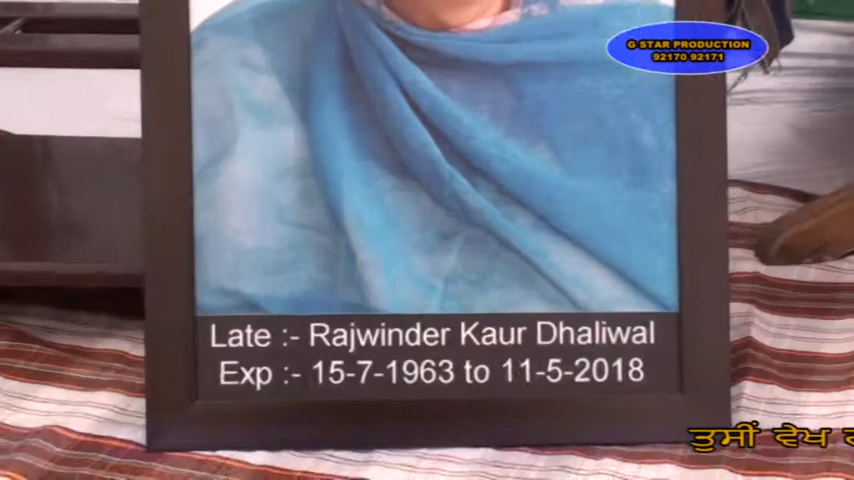 G STAR PRODUCTION
92170 92171
Late :- Rajwinder Kaur Dhaliwal
Exp :- 15-7-1963 to 11-5-2018
ਤੁਸੀਂ ਵੇਖ